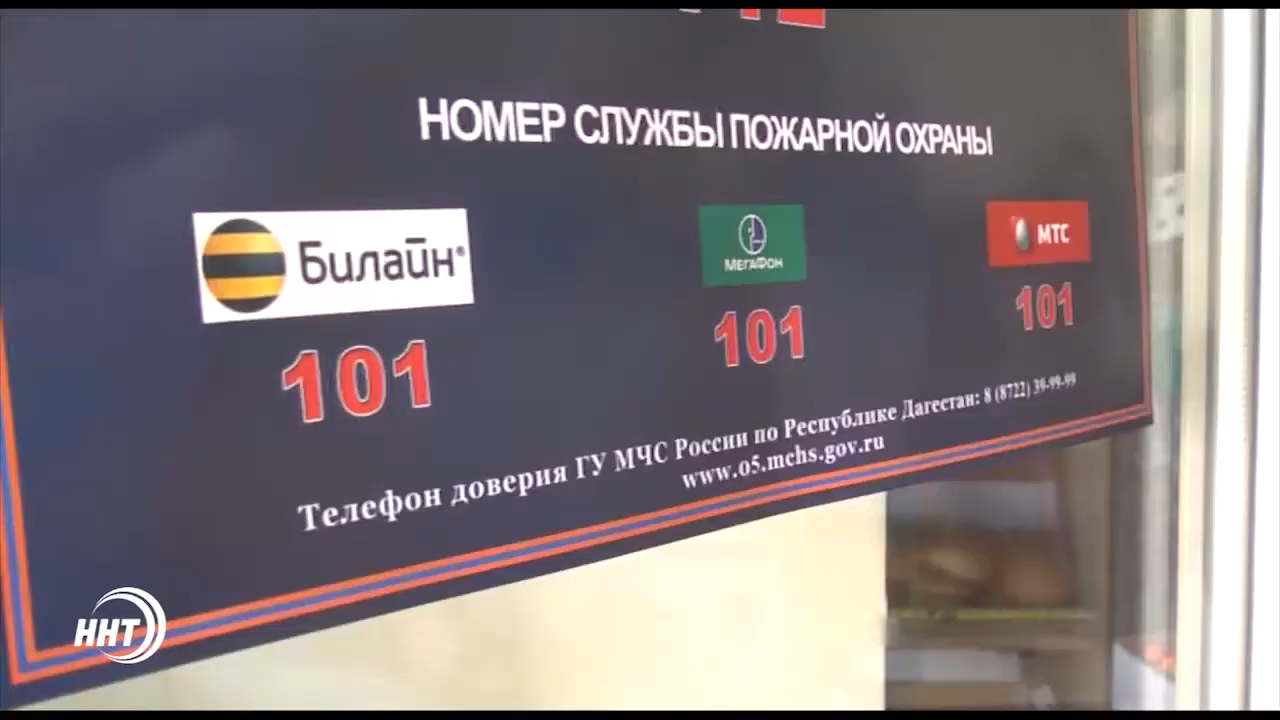 НОМЕР СЛУЖБЫ ПОЖАРНОЙ ОХРАНЫ
Билайн®
МЕГАФОН
МТС
101
101
101
Телефон доверия ГУ МЧС России по Республике Дагестан: 8 (8722) 39-99-99
www.05.mchs.gov.ru
ННТ